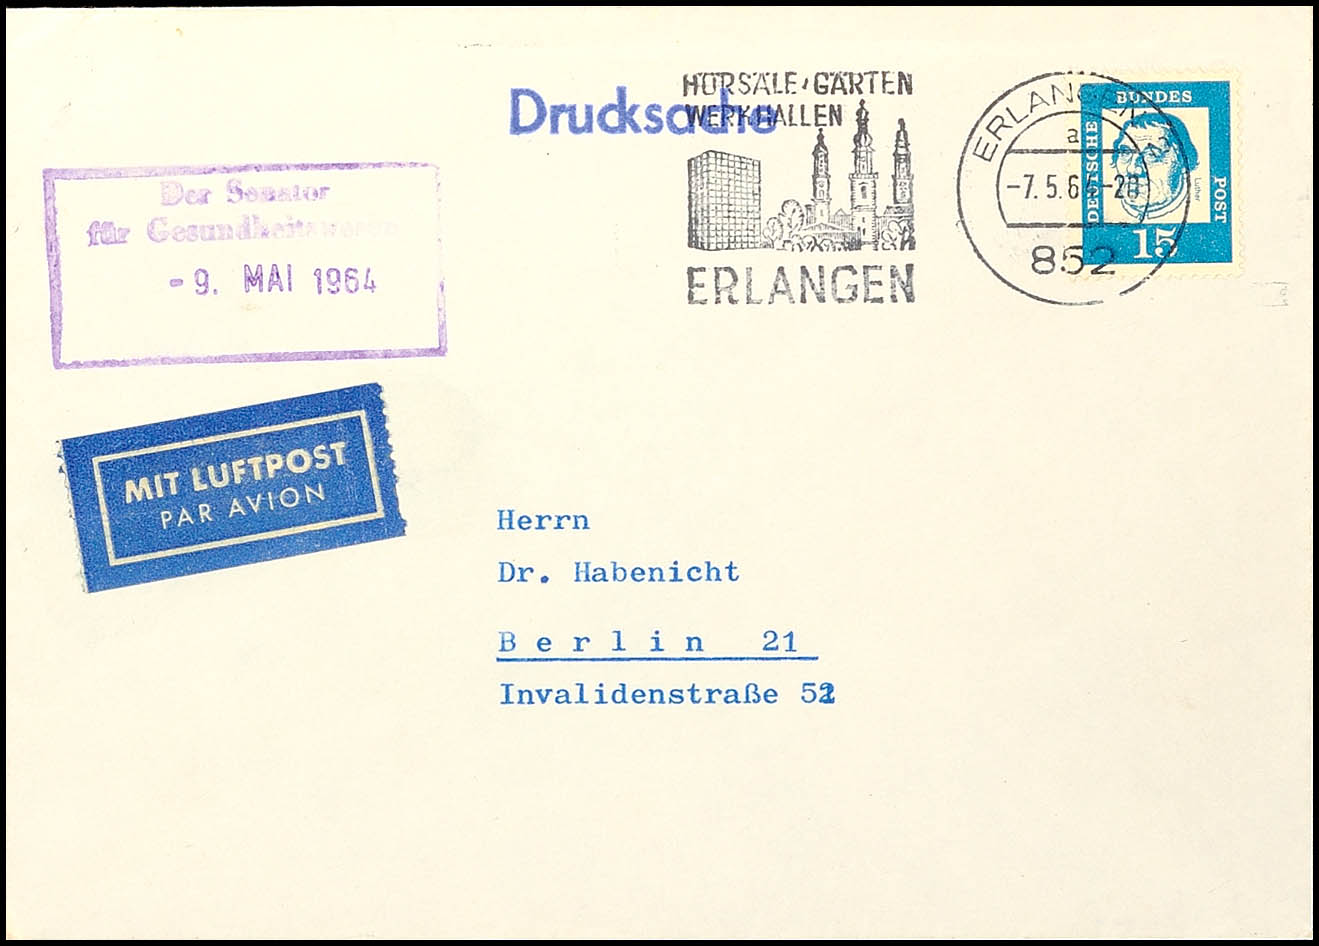 Drucksache
HÖRSÄLE, GÄRTEN
WERKHALLEN
ERLANGEN
ERLANGEN
a
-7.5.64-20
852
DEUTSCHE
BUNDES
POST
Luther
15
Der Senator
für Gesundheitswesen
-9. MAI 1964
MIT LUFTPOST
PAR AVION
Herrn
Dr. Habenicht
Berlin 21
Invalidenstraße 52